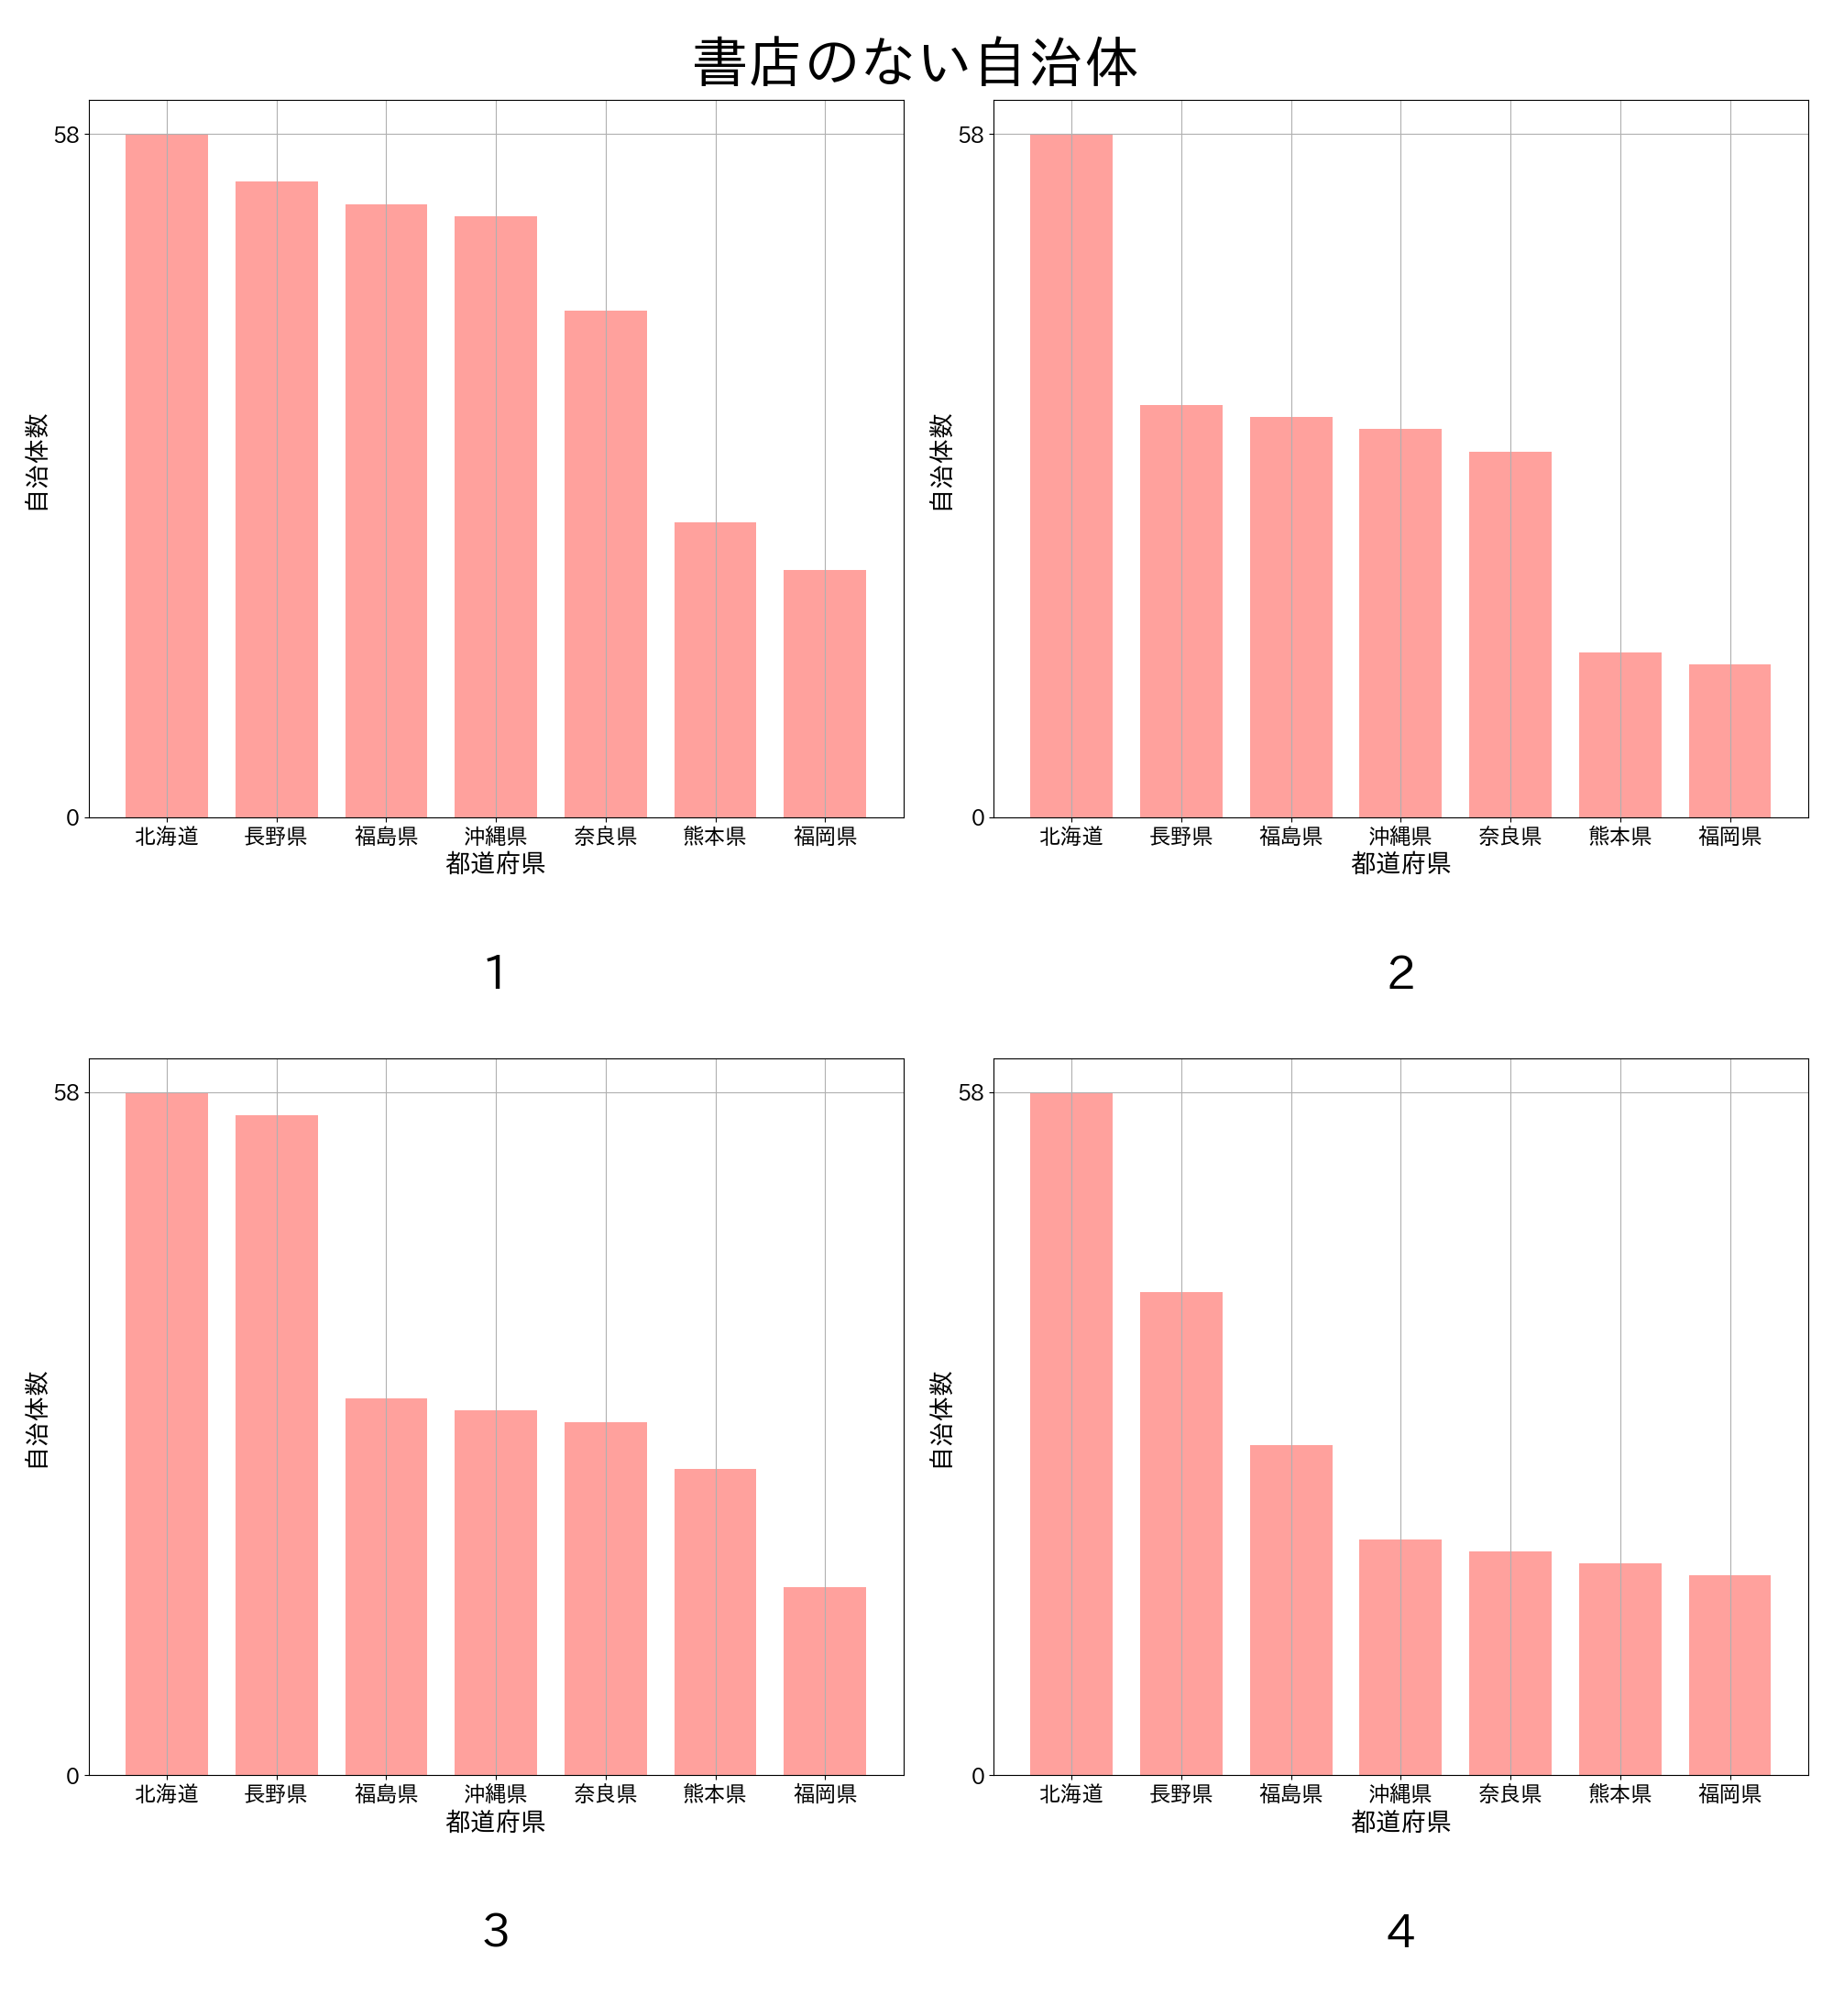 書店のない自治体
58
0
自治体数
北海道 長野県 福島県 沖縄県 奈良県 熊本県 福岡県
都道府県
1
58
0
自治体数
北海道 長野県 福島県 沖縄県 奈良県 熊本県 福岡県
都道府県
2
58
0
自治体数
北海道 長野県 福島県 沖縄県 奈良県 熊本県 福岡県
都道府県
3
58
0
自治体数
北海道 長野県 福島県 沖縄県 奈良県 熊本県 福岡県
都道府県
4